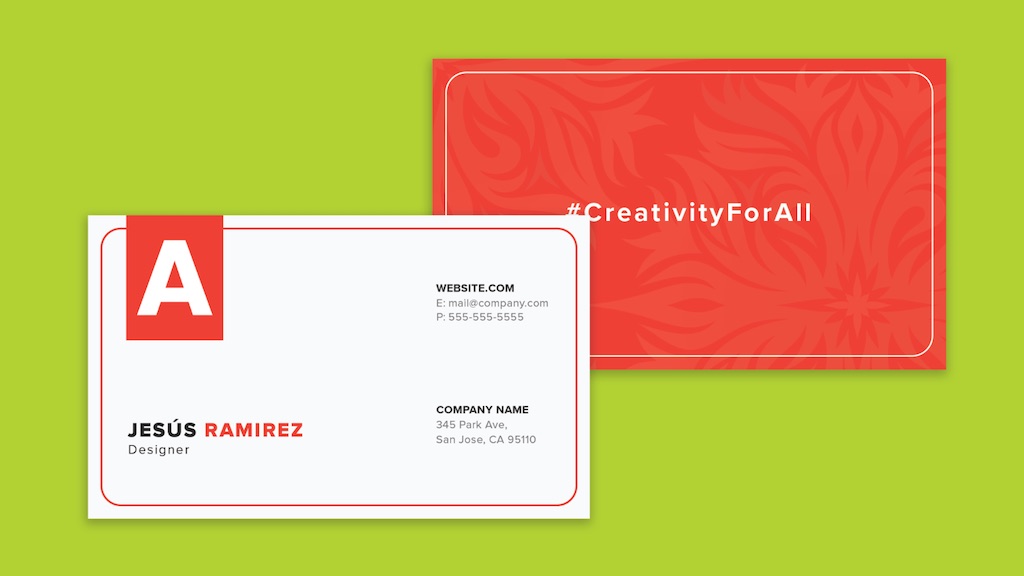 #CreativityForAll
A
WEBSITE.COM
E: mail@company.com
P: 555-555-5555
JESÚS RAMIREZ
Designer
COMPANY NAME
345 Park Ave,
San Jose, CA 95110